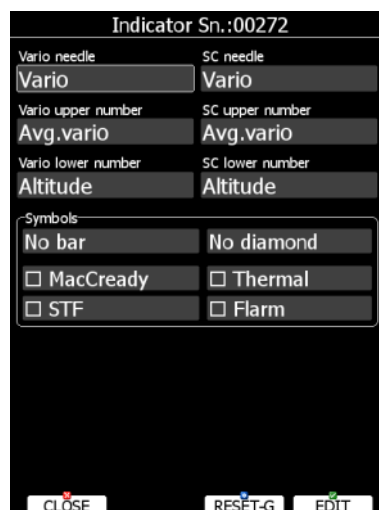 Indicator Sn.:00272
Vario needle SC needle
Vario Vario
Vario upper number SC upper number
Avg.vario Avg.vario
Vario lower number SC lower number
Altitude Altitude
Symbols
No bar No diamond
MacCready Thermal
STF Flarm
CLOSE RESET-G EDIT